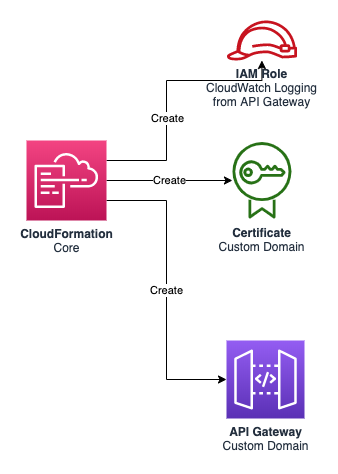 IAM Role
CloudWatch Logging
from API Gateway
Create
Create
CloudFormation
Core
Certificate
Custom Domain
Create
API Gateway
Custom Domain